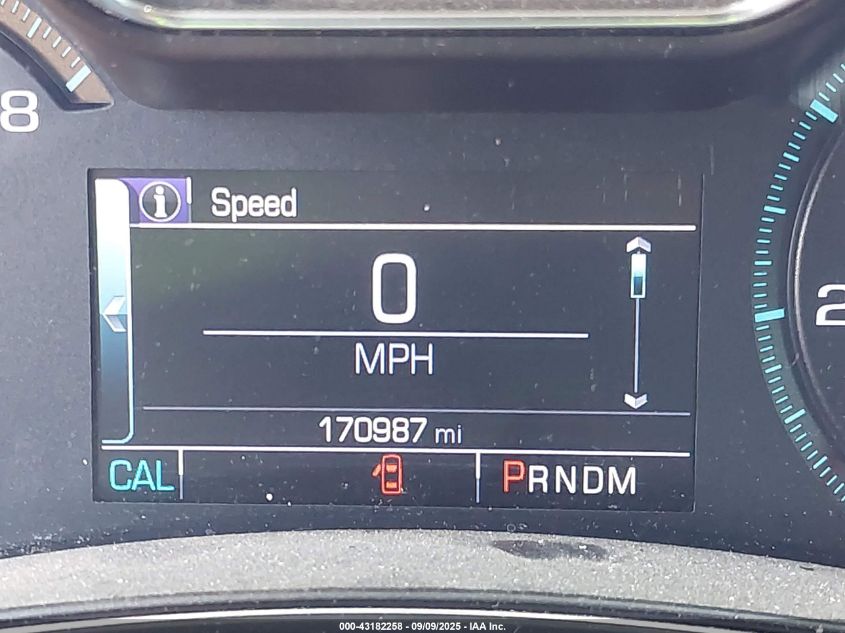 8
Speed
0
MPH
2
170987 mi
CAL
PRNDM
000-43182258 - 09/09/2025 - IAA Inc.